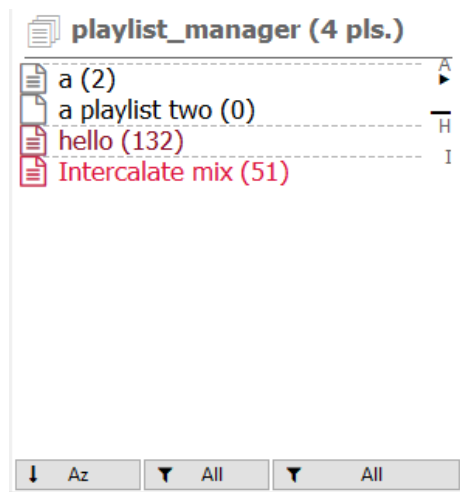 playlist_manager (4 pls.)
A
a (2)
a playlist two (0)
H
hello (132)
I
Intercalate mix (51)
Az All All